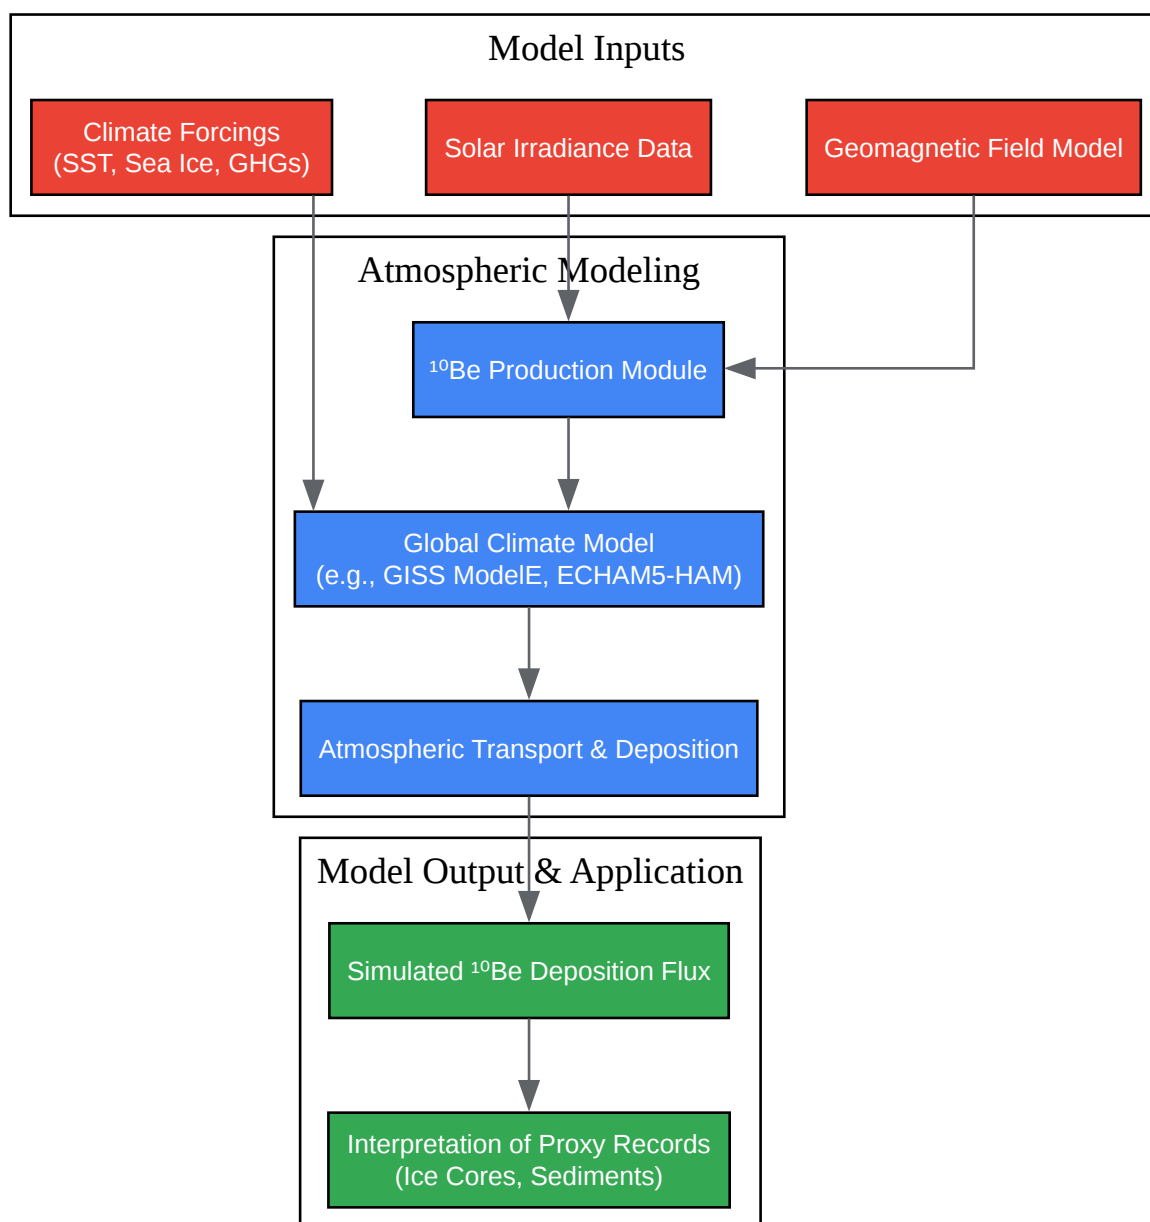 Model Inputs
Climate Forcings
(SST, Sea Ice, GHGs)
Solar Irradiance Data
Geomagnetic Field Model
Atmospheric Modeling
¹⁰Be Production Module
Global Climate Model
(e.g., GISS ModelE, ECHAM5-HAM)
Atmospheric Transport & Deposition
Model Output & Application
Simulated ¹⁰Be Deposition Flux
Interpretation of Proxy Records
(Ice Cores, Sediments)